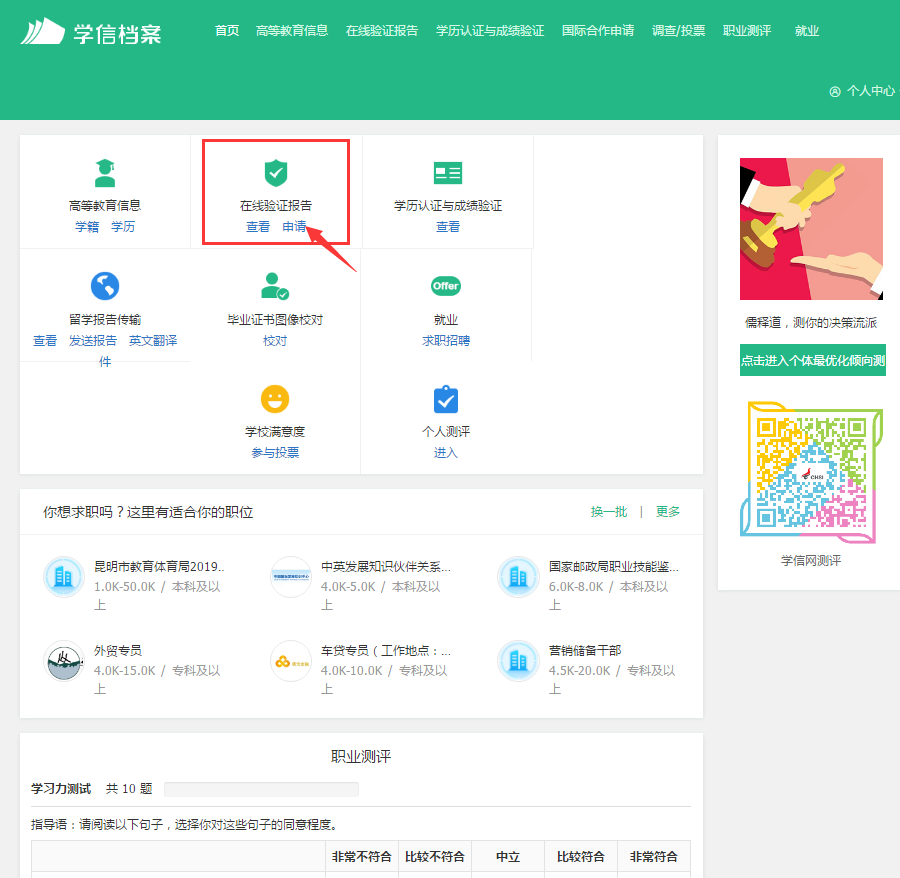 学信档案
首页 高等教育信息 在线验证报告 学历认证与成绩验证 国际合作申请 调查/投票 职业测评 就业
个人中心
高等教育信息
学籍 学历
在线验证报告
查看 申请
学历认证与成绩验证
查看
留学报告传输
查看 发送报告 英文翻译
件
毕业证书图像校对
校对
Offer
就业
求职招聘
学校满意度
参与投票
个人测评
进入
儒释道，测你的决策流派
点击进入个体最优化倾向测
CHSI
学信网测评
你想求职吗？这里有适合你的职位
换一批 | 更多
昆明市教育体育局2019..
1.0K-50.0K / 本科及以
上
中英发展知识伙伴关系...
4.0K-5.0K / 本科及以
上
国家邮政局职业技能鉴...
6.0K-8.0K / 本科及以
上
外贸专员
4.0K-15.0K / 专科及以
上
车贷专员（工作地点：...
4.0K-10.0K / 专科及以
上
营销储备干部
4.5K-20.0K / 专科及以
上
职业测评
学习力测试 共 10 题
指导语：请阅读以下句子，选择你对这些句子的同意程度。
非常不符合 比较不符合 中立 比较符合 非常符合